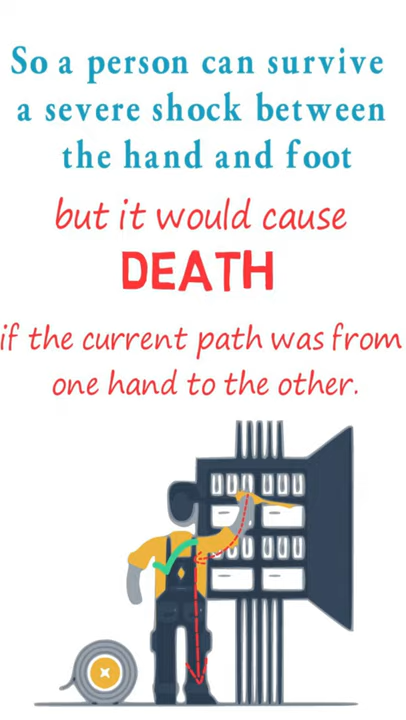 So a person can survive
a severe shock between
the hand and foot
but it would cause
DEATH
if the current path was from
one hand to the other.